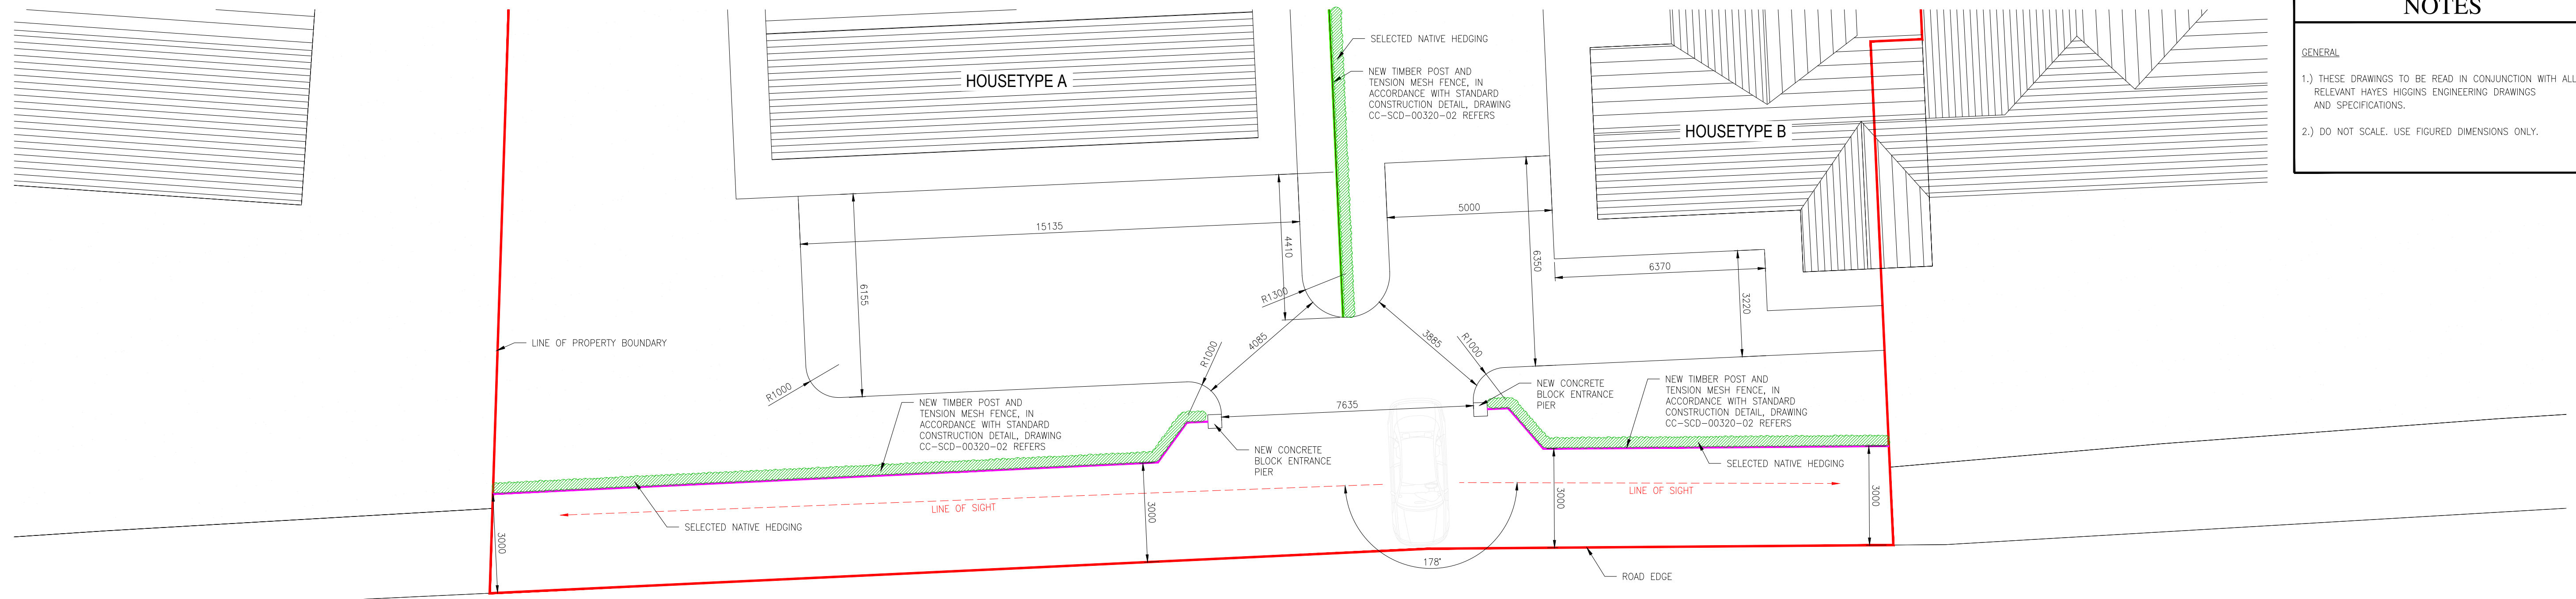 NOTES
GENERAL
1.) THESE DRAWINGS TO BE READ IN CONJUNCTION WITH ALL
RELEVANT HAYES HIGGINS ENGINEERING DRAWINGS
AND SPECIFICATIONS.
2.) DO NOT SCALE. USE FIGURED DIMENSIONS ONLY.
SELECTED NATIVE HEDGING
NEW TIMBER POST AND
TENSION MESH FENCE, IN
ACCORDANCE WITH STANDARD
CONSTRUCTION DETAIL, DRAWING
CC-SCD-00320-02 REFERS
HOUSETYPE A
HOUSETYPE B
15135
4410
5000
6350
6370
3220
6155
R1300
R1000
4085
R1000
3885
R1000
LINE OF PROPERTY BOUNDARY
NEW TIMBER POST AND
TENSION MESH FENCE, IN
ACCORDANCE WITH STANDARD
CONSTRUCTION DETAIL, DRAWING
CC-SCD-00320-02 REFERS
7635
NEW CONCRETE
BLOCK ENTRANCE
PIER
NEW CONCRETE
BLOCK ENTRANCE
PIER
NEW TIMBER POST AND
TENSION MESH FENCE, IN
ACCORDANCE WITH STANDARD
CONSTRUCTION DETAIL, DRAWING
CC-SCD-00320-02 REFERS
SELECTED NATIVE HEDGING
LINE OF SIGHT
LINE OF SIGHT
SELECTED NATIVE HEDGING
3000
3000
3000
3000
178°
ROAD EDGE